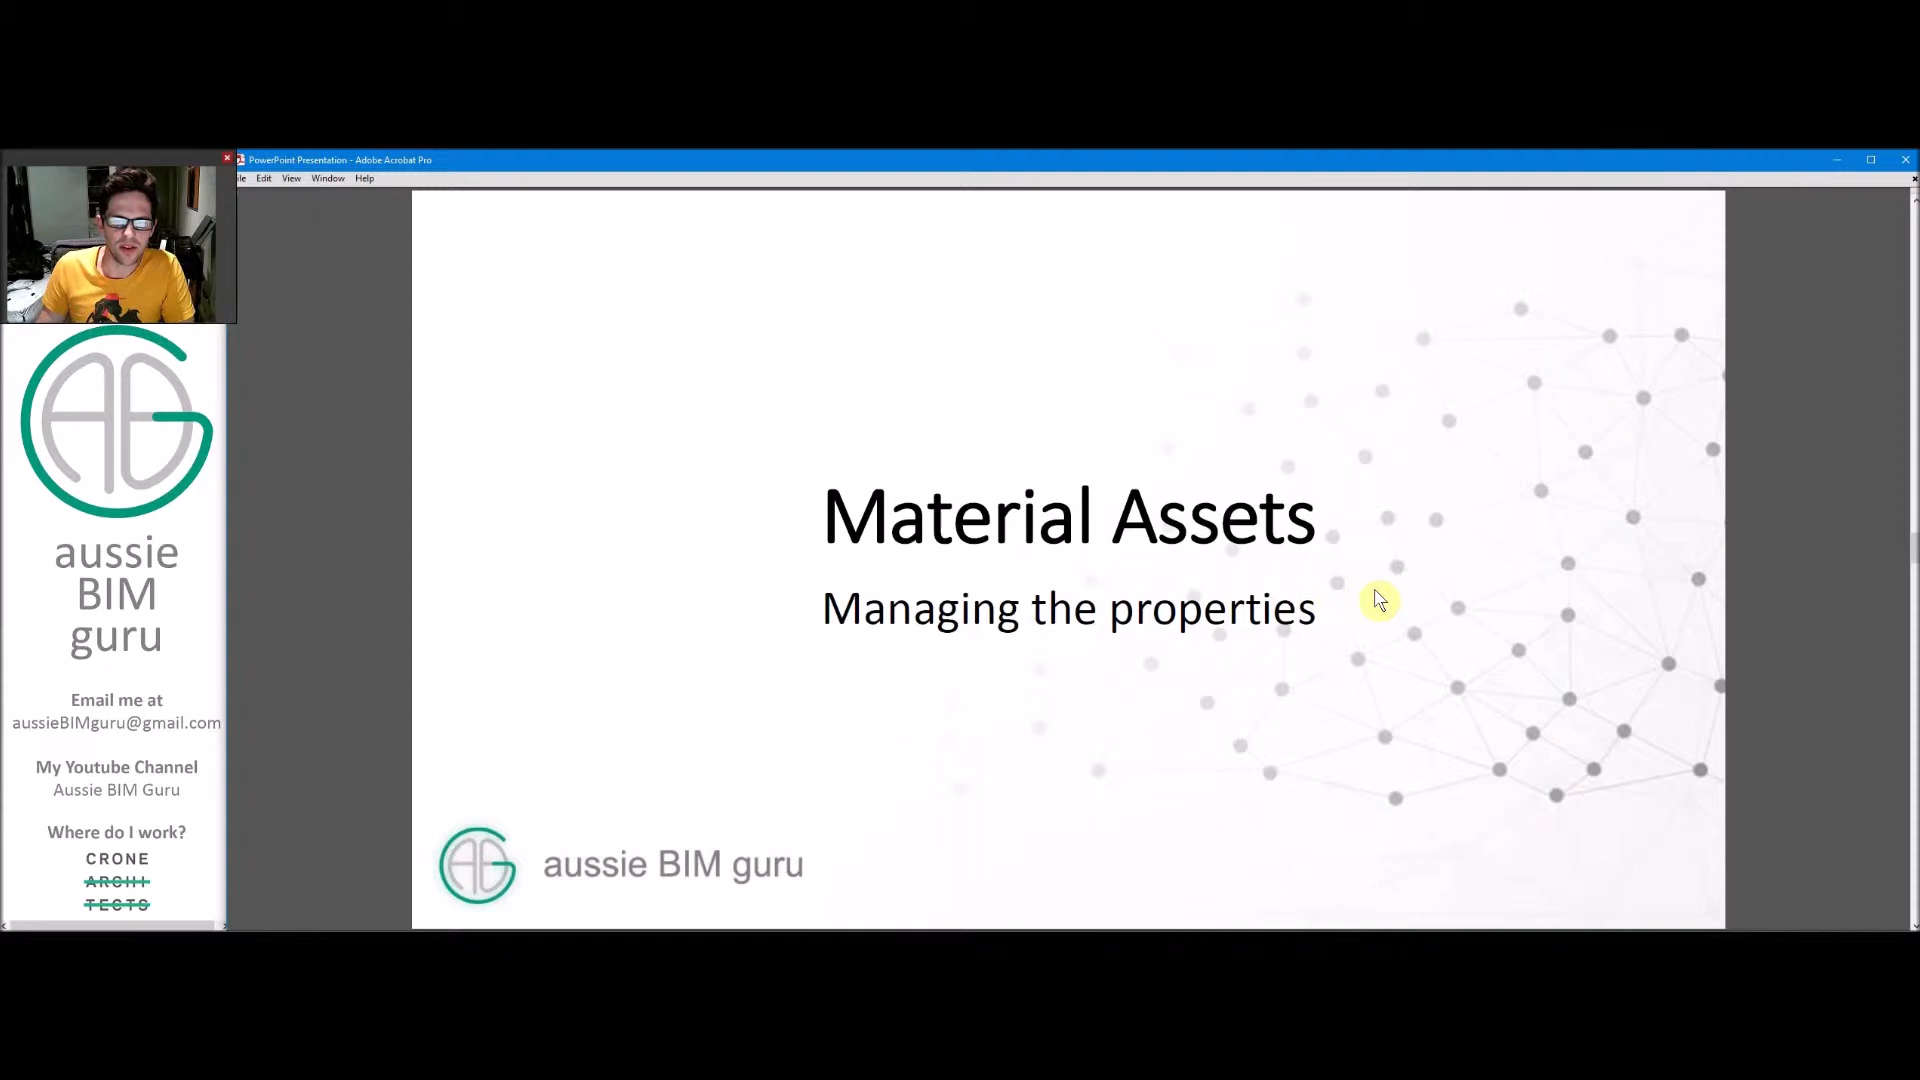 PowerPoint Presentation - Adobe Acrobat Pro
ile Edit View Window Help
aussie
BIM
guru
Email me at
aussieBIMguru@gmail.com
My Youtube Channel
Aussie BIM Guru
Where do I work?
CRONE
ARCHI
TECTS
Material Assets
Managing the properties
aussie BIM guru